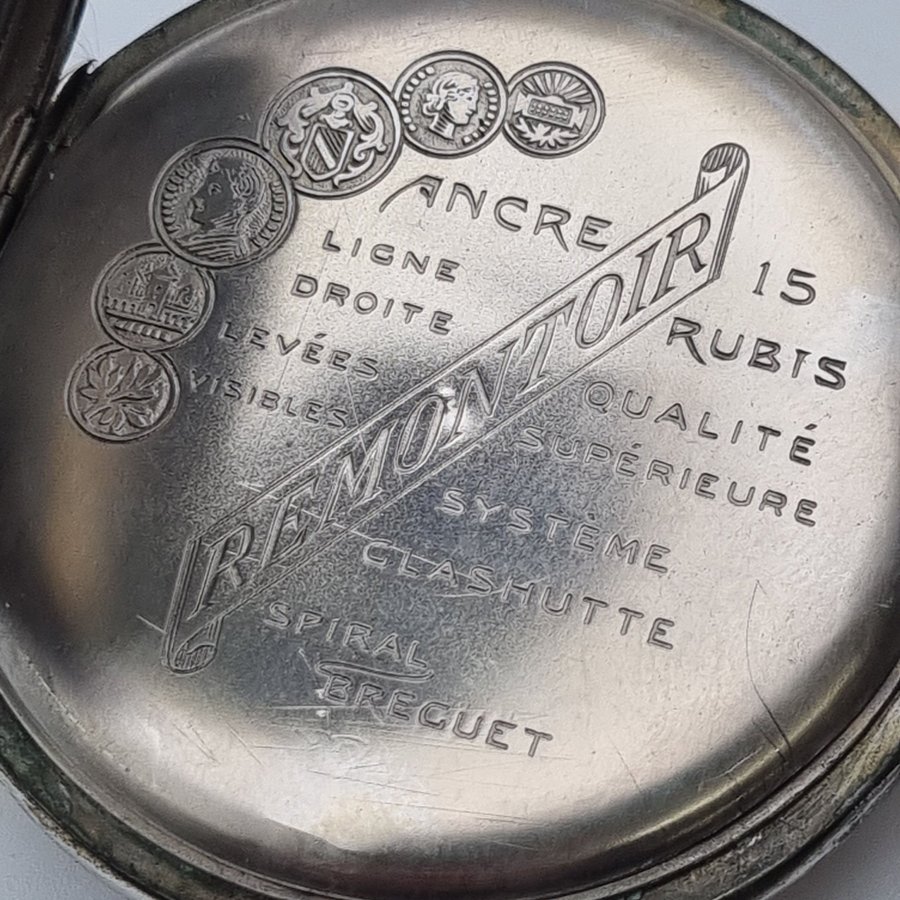 ANCRE
LIGNE
DROITE
LEVÉES
VISIBLES
REMONTOIR
15
RUBIS
QUALITÉ
SUPÉRIEURE
SYSTÈME
GLASHUTTE
SPIRAL
BREGUET